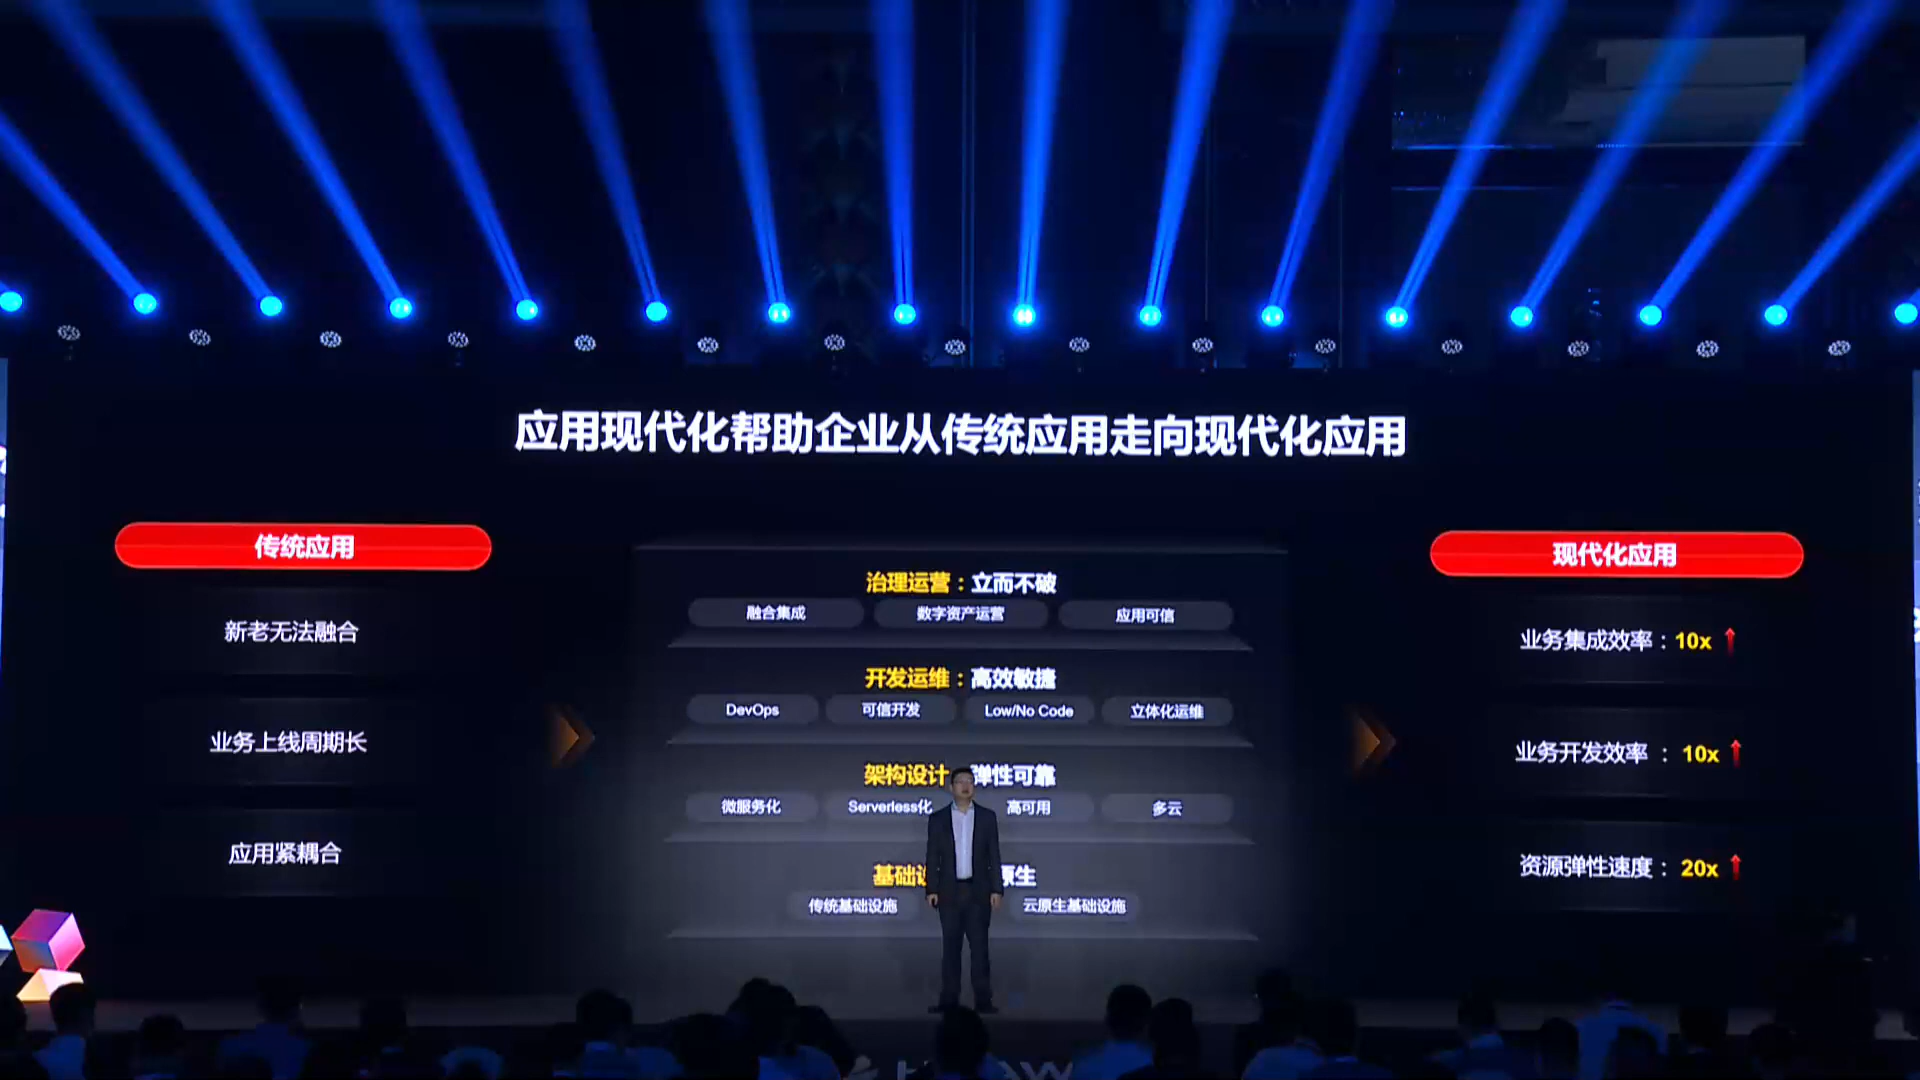 应用现代化帮助企业从传统应用走向现代化应用
传统应用
新老无法融合
业务上线周期长
应用紧耦合
治理运营：立而不破
融合集成 数字资产运营 应用可信
开发运维：高效敏捷
DevOps 可信开发 Low/No Code 立体化运维
架构设计 弹性可靠
微服务化 Serverless化 高可用 多云
基础 原生
传统基础设施 云原生基础设施
现代化应用
业务集成效率：10x ↑
业务开发效率：10x ↑
资源弹性速度：20x ↑